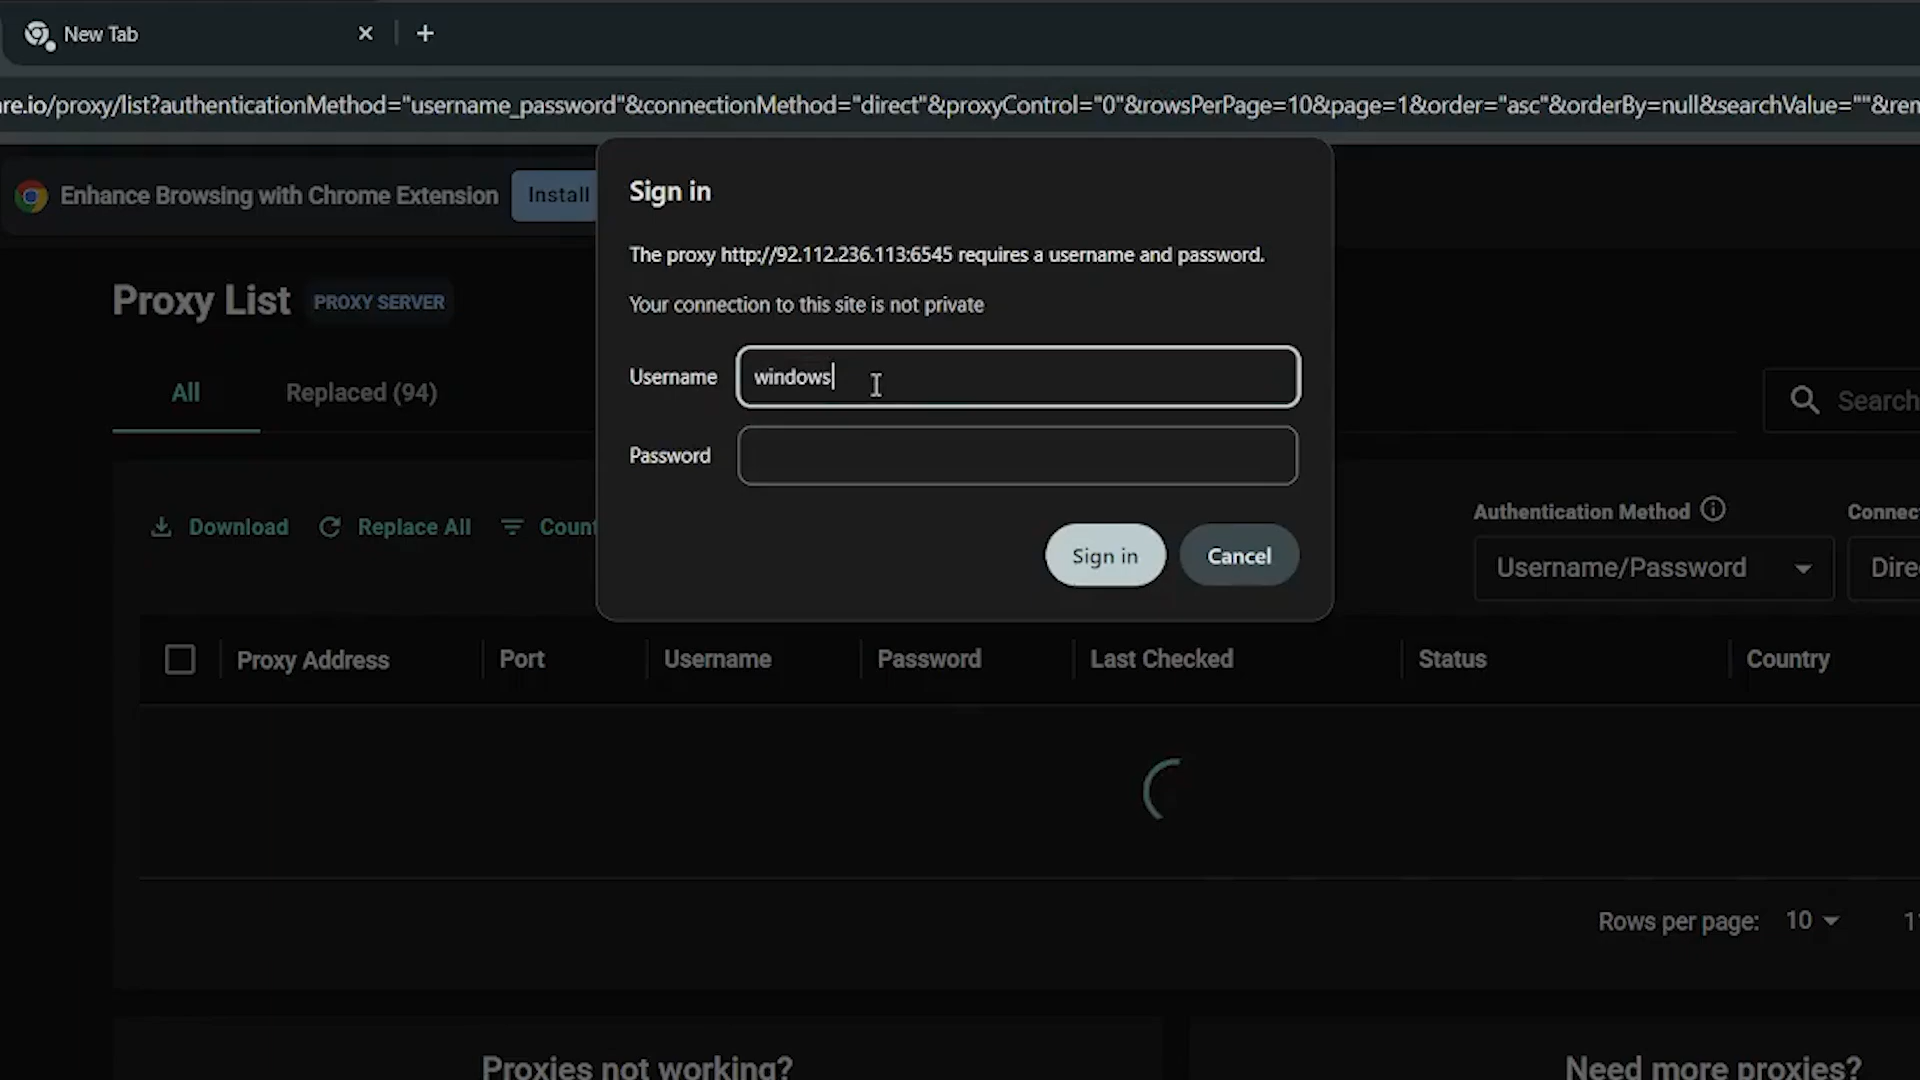 New Tab
re.io/proxy/list?authenticationMethod="username_password"&connectionMethod="direct"&proxyControl="0"&rowsPerPage=10&page=1&order="asc"&orderBy=null&searchValue=""&ren
Enhance Browsing with Chrome Extension
Install
Sign in
The proxy http://92.112.236.113:6545 requires a username and password.
Your connection to this site is not private
Username windows
Password
Sign in
Cancel
Proxy List
PROXY SERVER
All
Replaced (94)
Search
Download
Replace All
Count
Authentication Method
Username/Password
Connect
Dire
Proxy Address
Port
Username
Password
Last Checked
Status
Country
Rows per page:
10
Proxies not working?
Need more proxies?